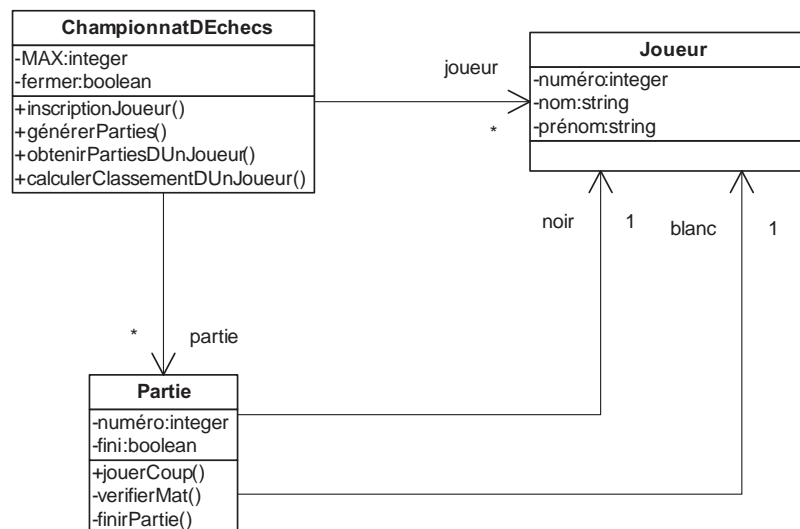 ChampionnatDEchecs
-MAX:integer
-fermer:boolean
+inscriptionJoueur()
+générerParties()
+obtenirPartiesDUnJoueur()
+calculerClassementDUnJoueur()
joueur
*
Joueur
-numéro:integer
-nom:string
-prénom:string
noir
1
blanc
1
*
partie
Partie
-numéro:integer
-fini:boolean
+jouerCoup()
-verifierMat()
-finirPartie()